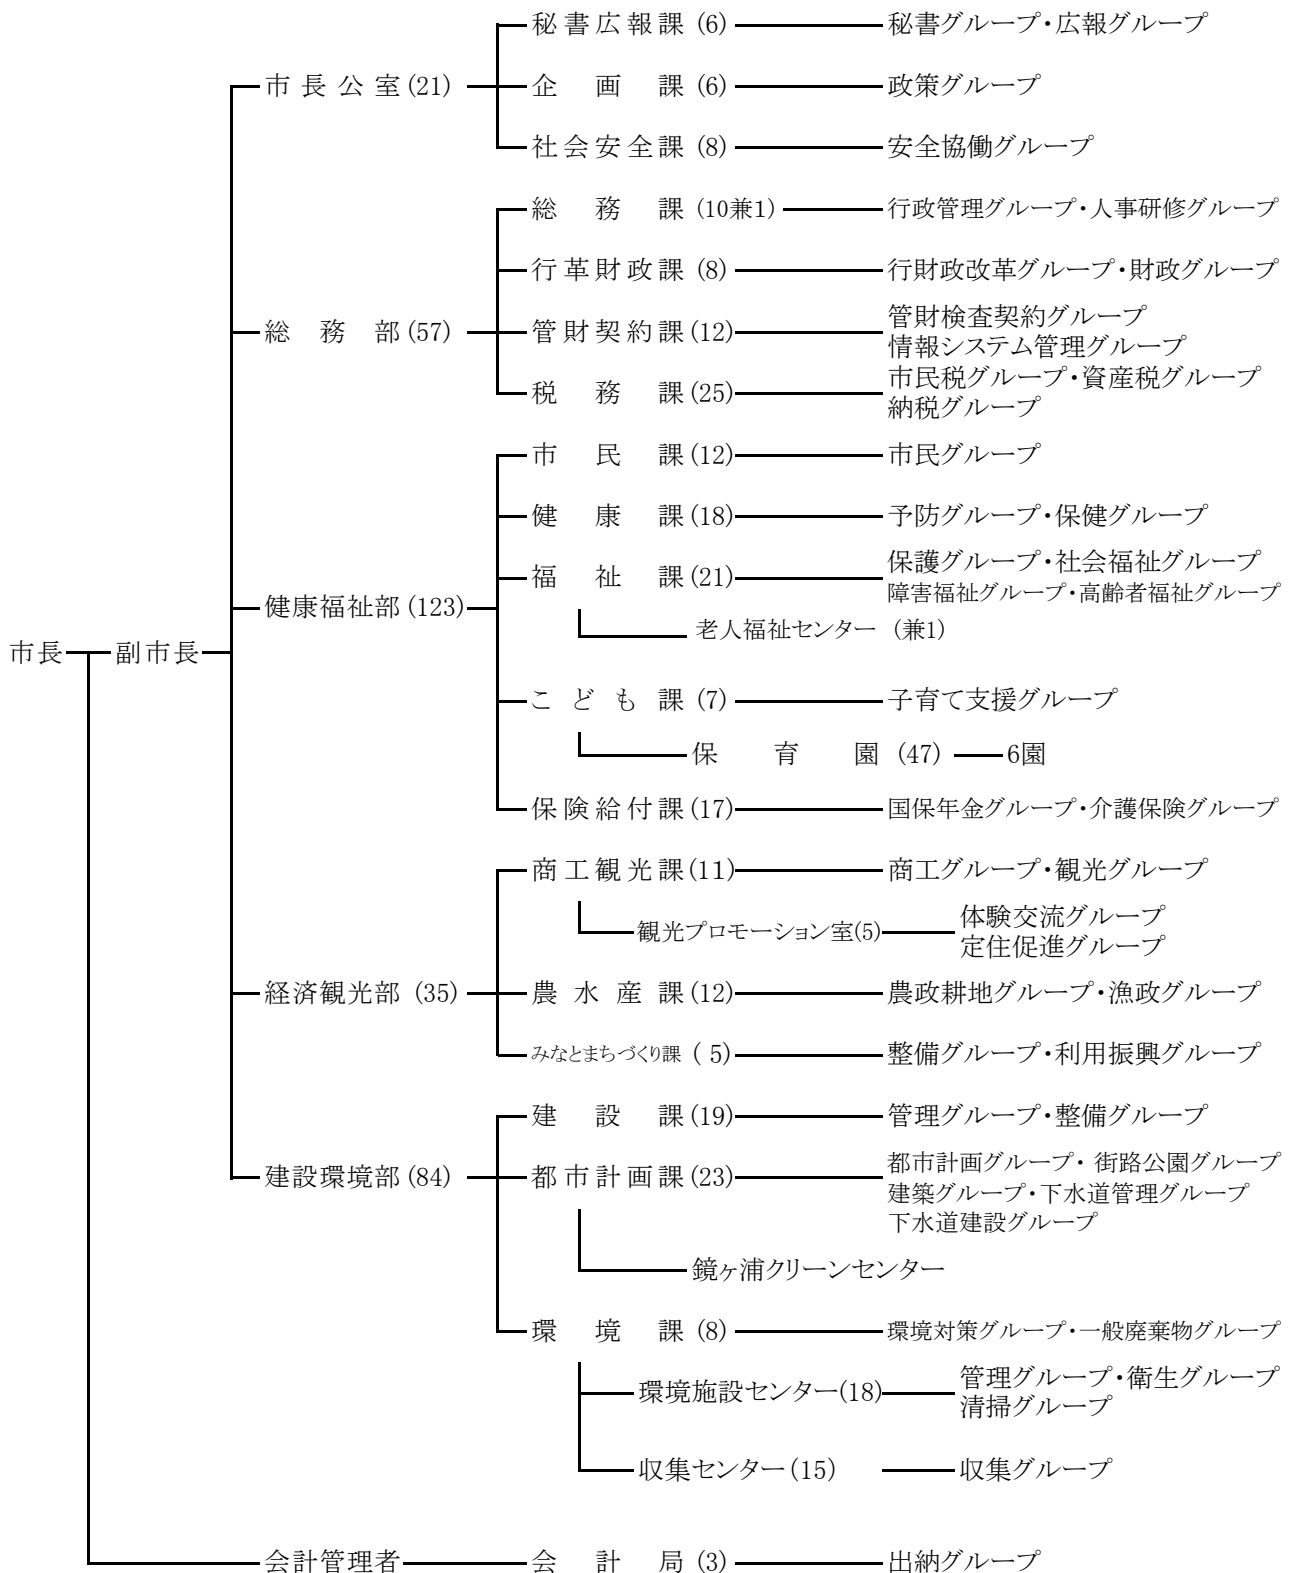 秘書広報課 (6) 秘書グループ・広報グループ
市長公室(21) 企画課 (6) 政策グループ
社会安全課 (8) 安全協働グループ
総務課 (10兼1) 行政管理グループ・人事研修グループ
行革財政課 (8) 行財政改革グループ・財政グループ
総務部(57) 管財契約課(12) 管財検査契約グループ
情報システム管理グループ
税務課(25) 市民税グループ・資産税グループ
納税グループ
市民課(12) 市民グループ
健康課(18) 予防グループ・保健グループ
福祉課(21) 保護グループ・社会福祉グループ
障害福祉グループ・高齢者福祉グループ
健康福祉部(123)
老人福祉センター (兼1)
市長 副市長
こども課 (7) 子育て支援グループ
保育園 (47) 6園
保険給付課(17) 国保年金グループ・介護保険グループ
商工観光課(11) 商工グループ・観光グループ
観光プロモーション室(5) 体験交流グループ
定住促進グループ
経済観光部 (35) 農水産課(12) 農政耕地グループ・漁政グループ
みなとまちづくり課 ( 5) 整備グループ・利用振興グループ
建設課(19) 管理グループ・整備グループ
建設環境部(84) 都市計画課(23) 都市計画グループ・ 街路公園グループ
建築グループ・下水道管理グループ
下水道建設グループ
鏡ヶ浦クリーンセンター
環境課 (8) 環境対策グループ・一般廃棄物グループ
環境施設センター(18) 管理グループ・衛生グループ
清掃グループ
収集センター(15) 収集グループ
会計管理者 会計局 (3) 出納グループ